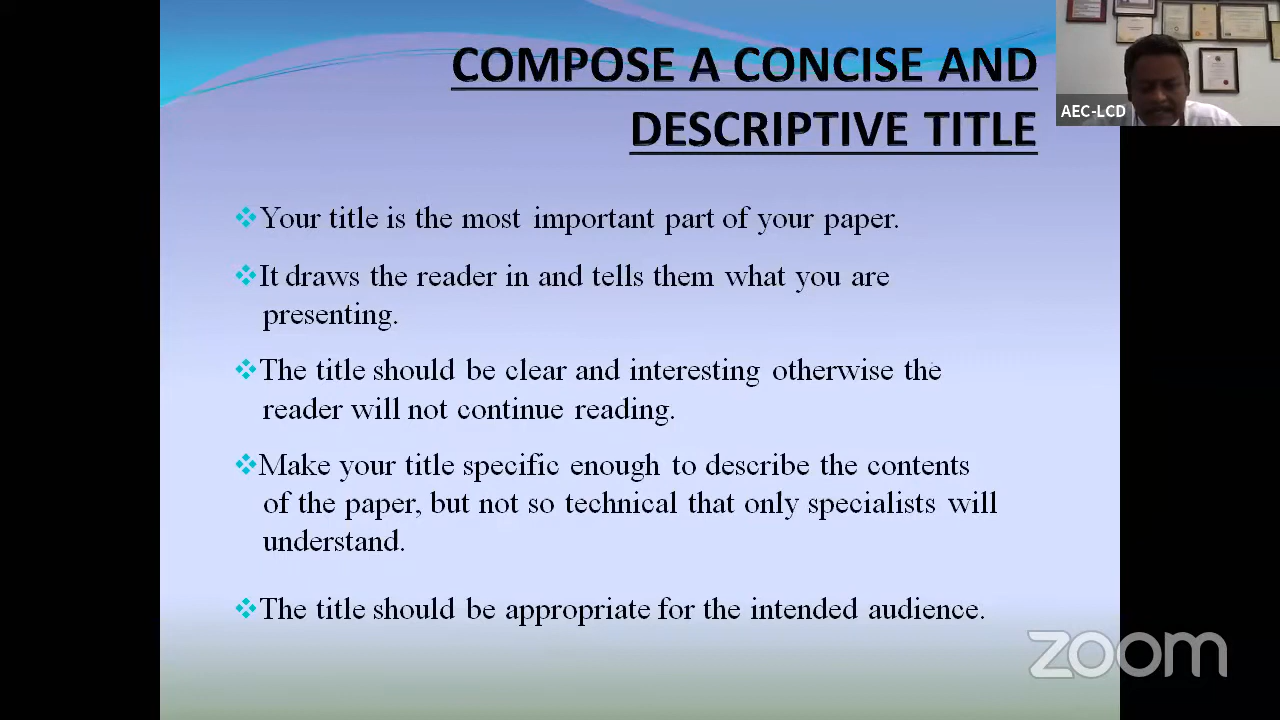 COMPOSE A CONCISE AND
DESCRIPTIVE TITLE
AEC-LCD
Your title is the most important part of your paper.
It draws the reader in and tells them what you are
presenting.
The title should be clear and interesting otherwise the
reader will not continue reading.
Make your title specific enough to describe the contents
of the paper, but not so technical that only specialists will
understand.
The title should be appropriate for the intended audience.
zoom